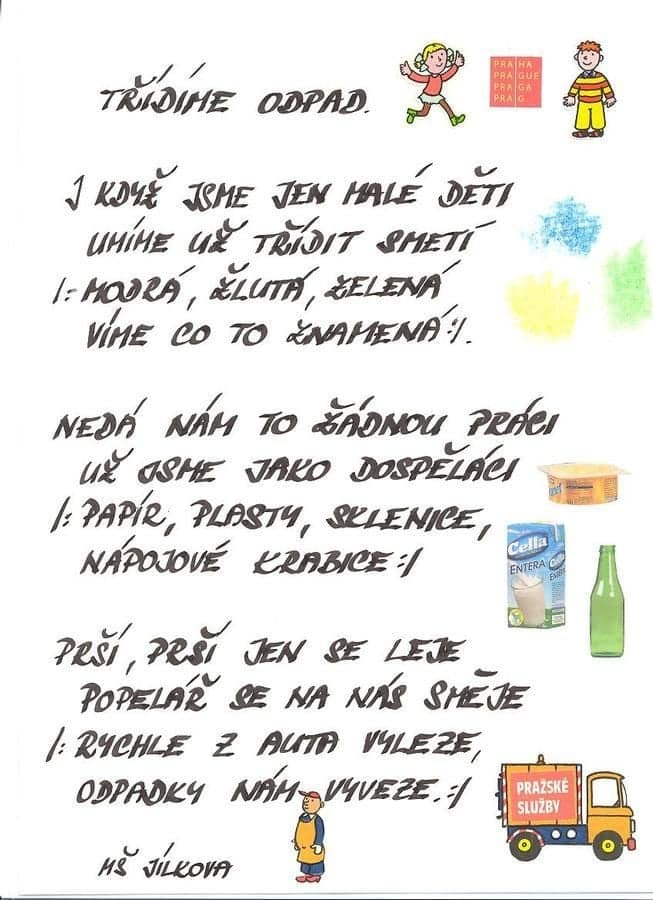 TŘÍDÍME ODPAD.
PRA HA
PRA GUE
PRA GA
PRA G
I KDYŽ JSME JEN MALÉ DĚTI
UMÍME UŽ TŘÍDIT SMETÍ
/:MODRÁ, ŽLUTÁ, ZELENÁ
VÍME CO TO ZNAMENÁ:/.
NEDÁ NÁM TO ŽÁDNOU PRÁCI
UŽ JSME JAKO DOSPĚLÁCI
/:PAPÍR, PLASTY, SKLENICE,
NÁPOJOVÉ KRABICE:/
Cella
ENTERA
PRŠÍ, PRŠÍ JEN SE LEJE
POPELÁŘ SE NA NÁS SMĚJE
/:RYCHLE Z AUTA VYLEZE,
ODPADKY NÁM VYVEZE.:/
PRAŽSKÉ
SLUŽBY
MŠ JÍLKOVA